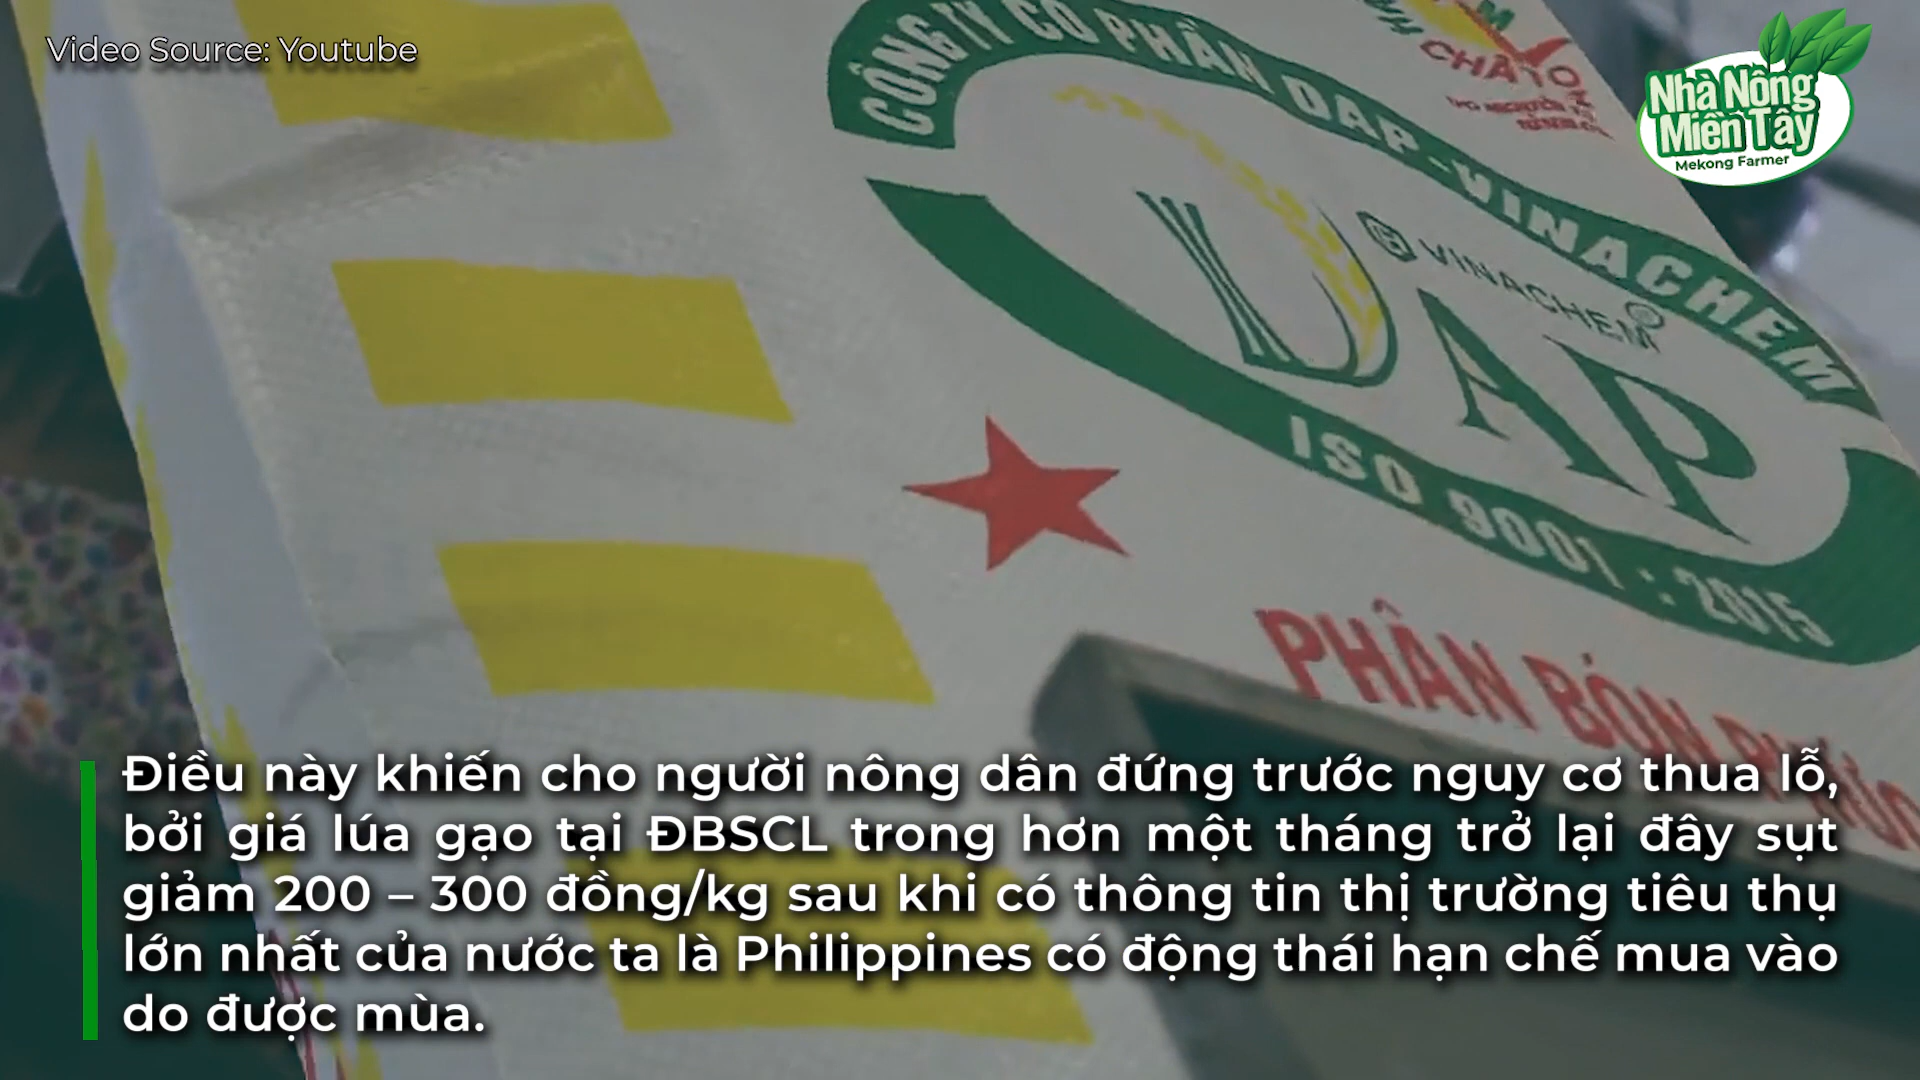 Video Source: Youtube
Nhà Nông
Miền Tây
Mekong Farmer
CÔNG TY CỔ PHẦN DAP-VINACHEM
VINACHEM
DAP
ISO 9001 : 2015
PHÂN BÓN
Điều này khiến cho người nông dân đứng trước nguy cơ thua lỗ,
bởi giá lúa gạo tại ĐBSCL trong hơn một tháng trở lại đây sụt
giảm 200 – 300 đồng/kg sau khi có thông tin thị trường tiêu thụ
lớn nhất của nước ta là Philippines có động thái hạn chế mua vào
do được mùa.